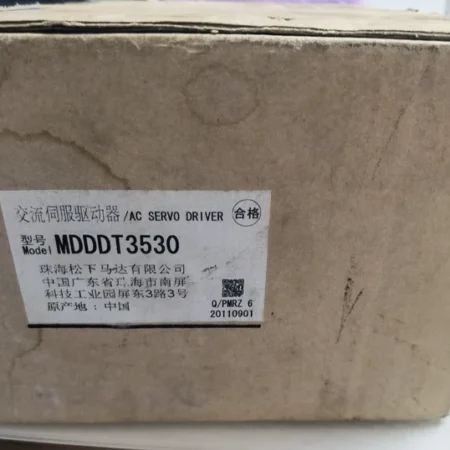 交流伺服驱动器/AC SERVO DRIVER 合格
型号
Model MDDDT3530
珠海松下马达有限公司
中国广东省珠海市南屏
科技工业园屏东3路3号
原产地：中国
Q/PMRZ 6
20110901